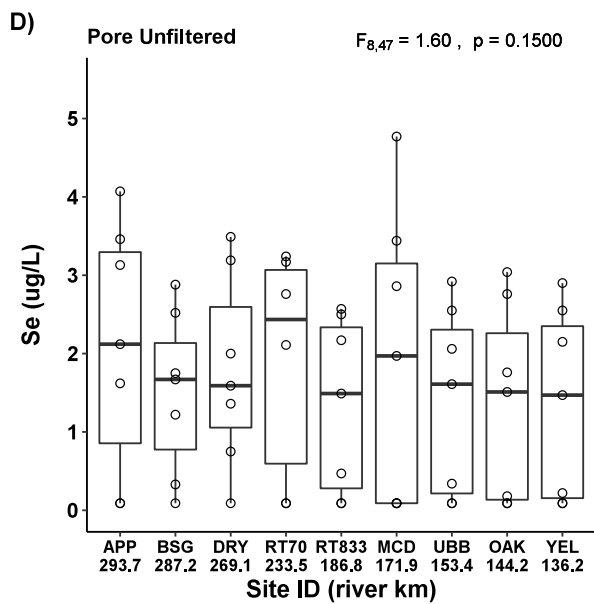 D)
Pore Unfiltered
F8,47 = 1.60 , p = 0.1500
Se (ug/L)
5
4
3
2
1
0
APP BSG DRY RT70 RT833 MCD UBB OAK YEL
293.7 287.2 269.1 233.5 186.8 171.9 153.4 144.2 136.2
Site ID (river km)